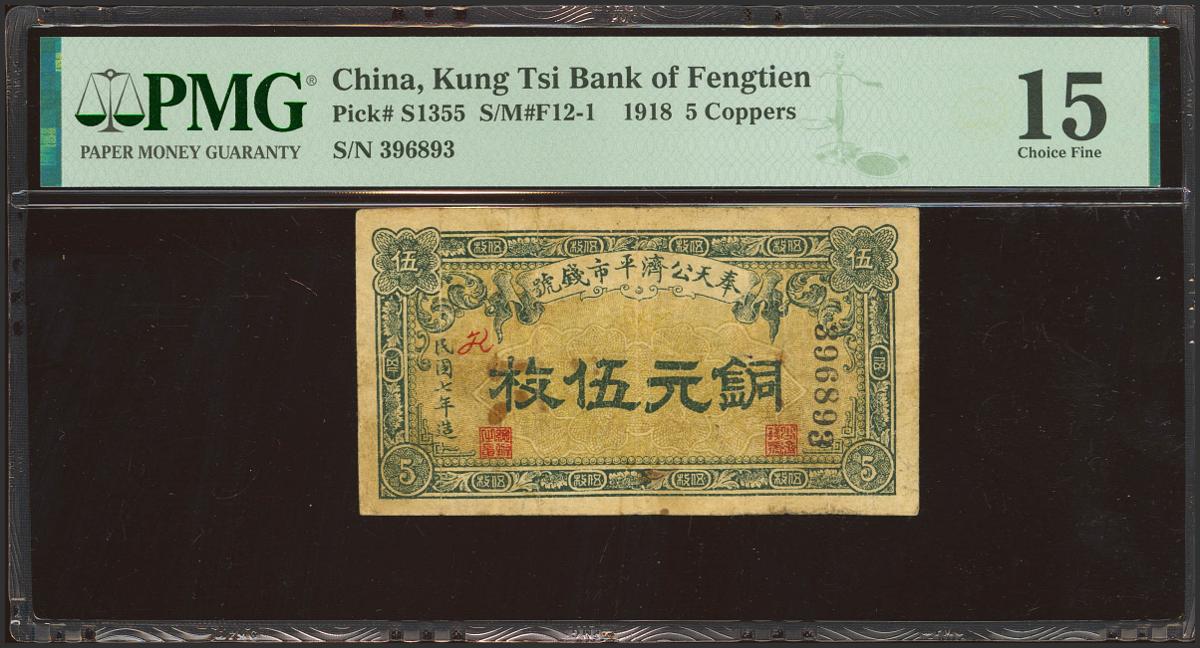 PMG®
PAPER MONEY GUARANTY
China, Kung Tsi Bank of Fengtien
Pick# S1355 S/M#F12-1 1918 5 Coppers
S/N 396893
15
Choice Fine
伍
伍
奉天公濟平市錢號
銅元伍枚
民國七年造
396893
5
5